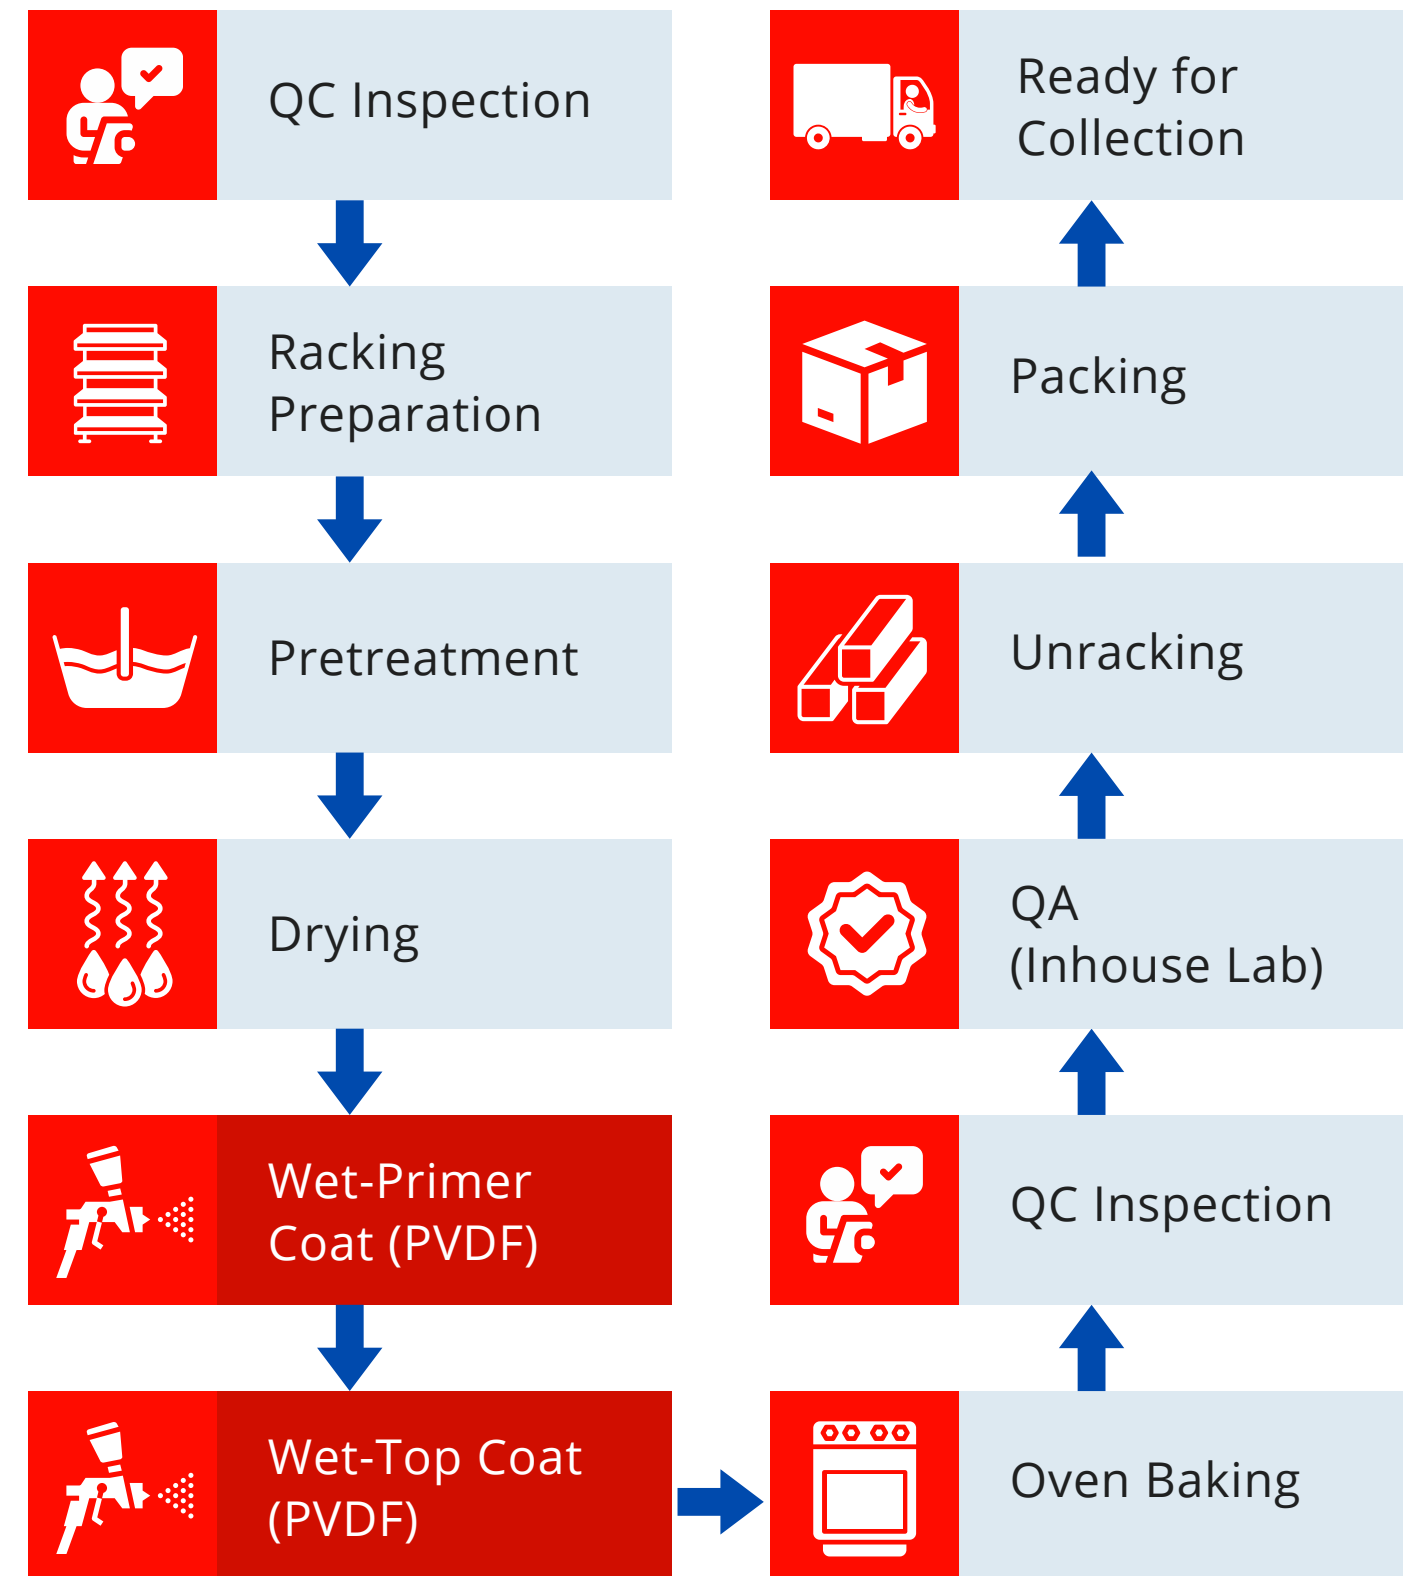 QC Inspection
Racking
Preparation
Pretreatment
Drying
Wet-Primer
Coat (PVDF)
Wet-Top Coat
(PVDF)
Oven Baking
QC Inspection
QA
(Inhouse Lab)
Unracking
Packing
Ready for
Collection